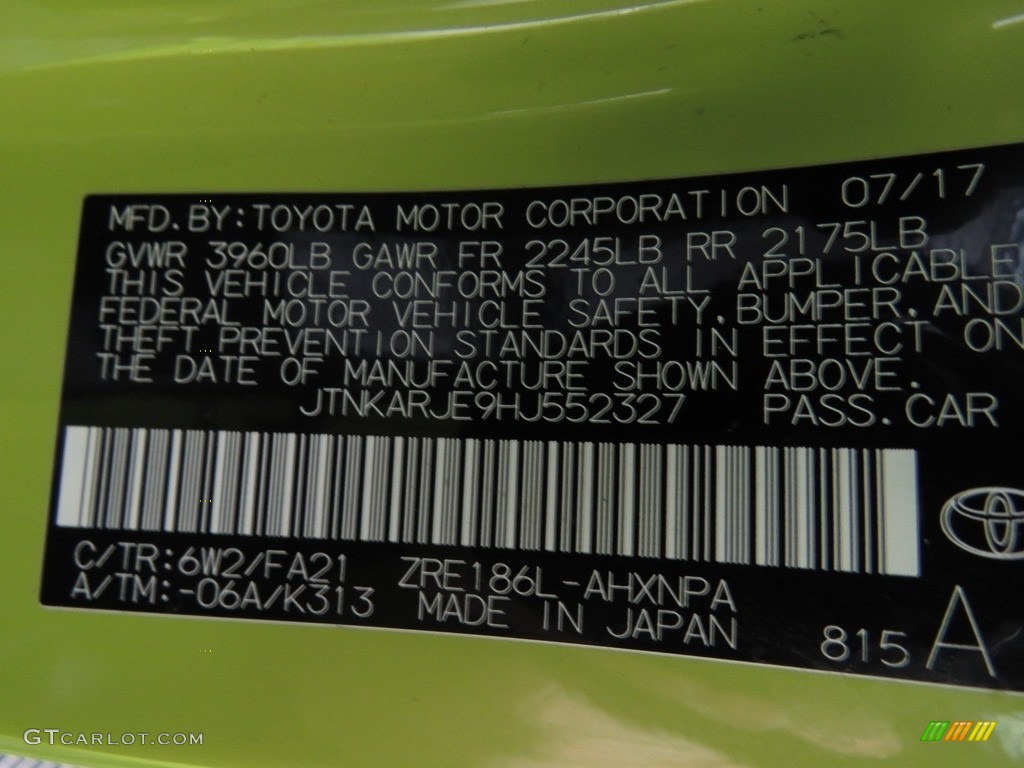 MFD.BY:TOYOTA MOTOR CORPORATION 07/17
GVWR 3960LB GAWR FR 2245LB RR 2175LB
THIS VEHICLE CONFORMS TO ALL APPLICABLE
FEDERAL MOTOR VEHICLE SAFETY,BUMPER,AND
THEFT PREVENTION STANDARDS IN EFFECT ON
THE DATE OF MANUFACTURE SHOWN ABOVE.
JTNKARJE9HJ552327 PASS.CAR
C/TR:6W2/FA21 ZRE186L-AHXNPA
A/TM:-06A/K313 MADE IN JAPAN
815 A
GTCARLOT.COM